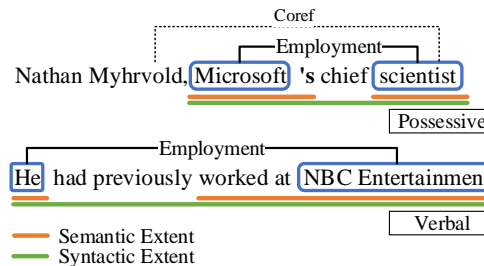 Coref
Employment
Nathan Myhrvold, Microsoft 's chief scientist
Possessive
Employment
He had previously worked at NBC Entertainmen
Verbal
Semantic Extent
Syntactic Extent